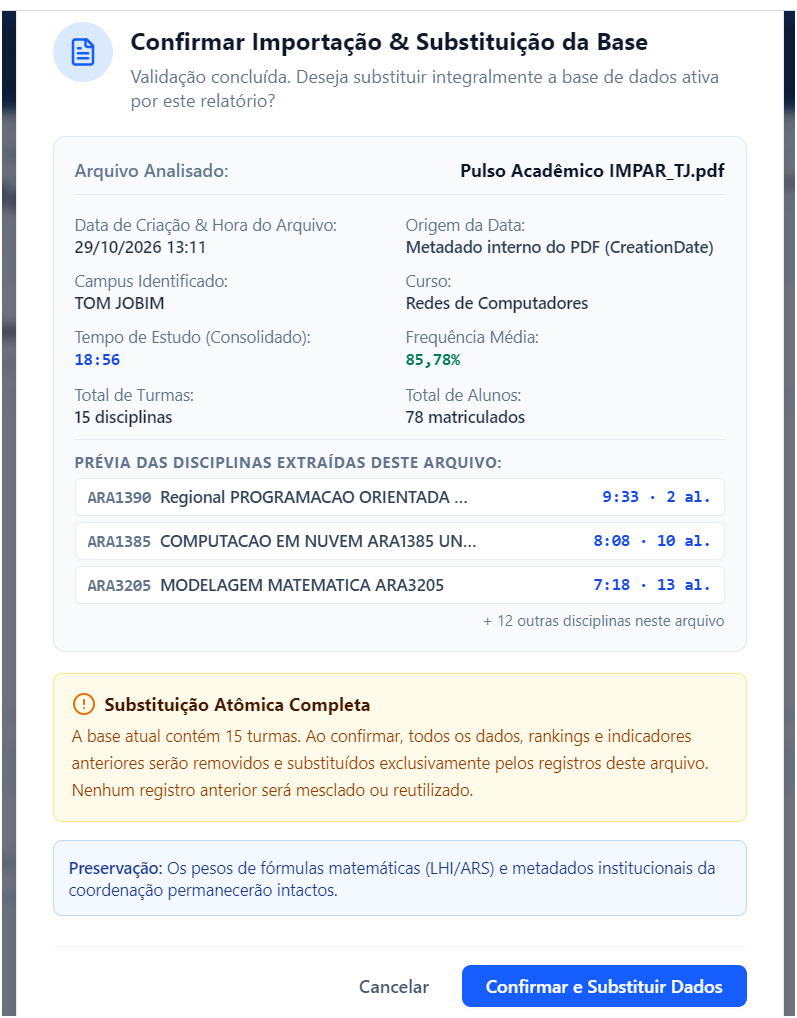 Confirmar Importação & Substituição da Base
Validação concluída. Deseja substituir integralmente a base de dados ativa
por este relatório?
Arquivo Analisado:
Pulso Acadêmico IMPAR_TJ.pdf
Data de Criação & Hora do Arquivo:
29/10/2026 13:11
Origem da Data:
Metadado interno do PDF (CreationDate)
Campus Identificado:
TOM JOBIM
Curso:
Redes de Computadores
Tempo de Estudo (Consolidado):
18:56
Frequência Média:
85,78%
Total de Turmas:
15 disciplinas
Total de Alunos:
78 matriculados
PRÉVIA DAS DISCIPLINAS EXTRAÍDAS DESTE ARQUIVO:
ARA1390 Regional PROGRAMACAO ORIENTADA ... 9:33 · 2 al.
ARA1385 COMPUTACAO EM NUVEM ARA1385 UN... 8:08 · 10 al.
ARA3205 MODELAGEM MATEMATICA ARA3205 7:18 · 13 al.
+ 12 outras disciplinas neste arquivo
Substituição Atômica Completa
A base atual contém 15 turmas. Ao confirmar, todos os dados, rankings e indicadores
anteriores serão removidos e substituídos exclusivamente pelos registros deste arquivo.
Nenhum registro anterior será mesclado ou reutilizado.
Preservação: Os pesos de fórmulas matemáticas (LHI/ARS) e metadados institucionais da
coordenação permanecerão intactos.
Cancelar
Confirmar e Substituir Dados